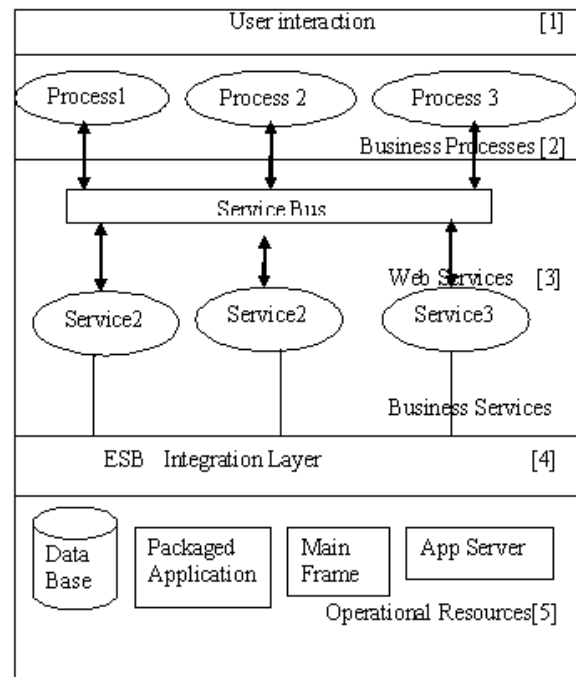 User interaction [1]
Process1 Process 2 Process 3
Business Processes [2]
Service Bus
Web Services [3]
Service2 Service2 Service3
Business Services
ESB Integration Layer [4]
Data Base
Packaged Application
Main Frame
App Server
Operational Resources[5]